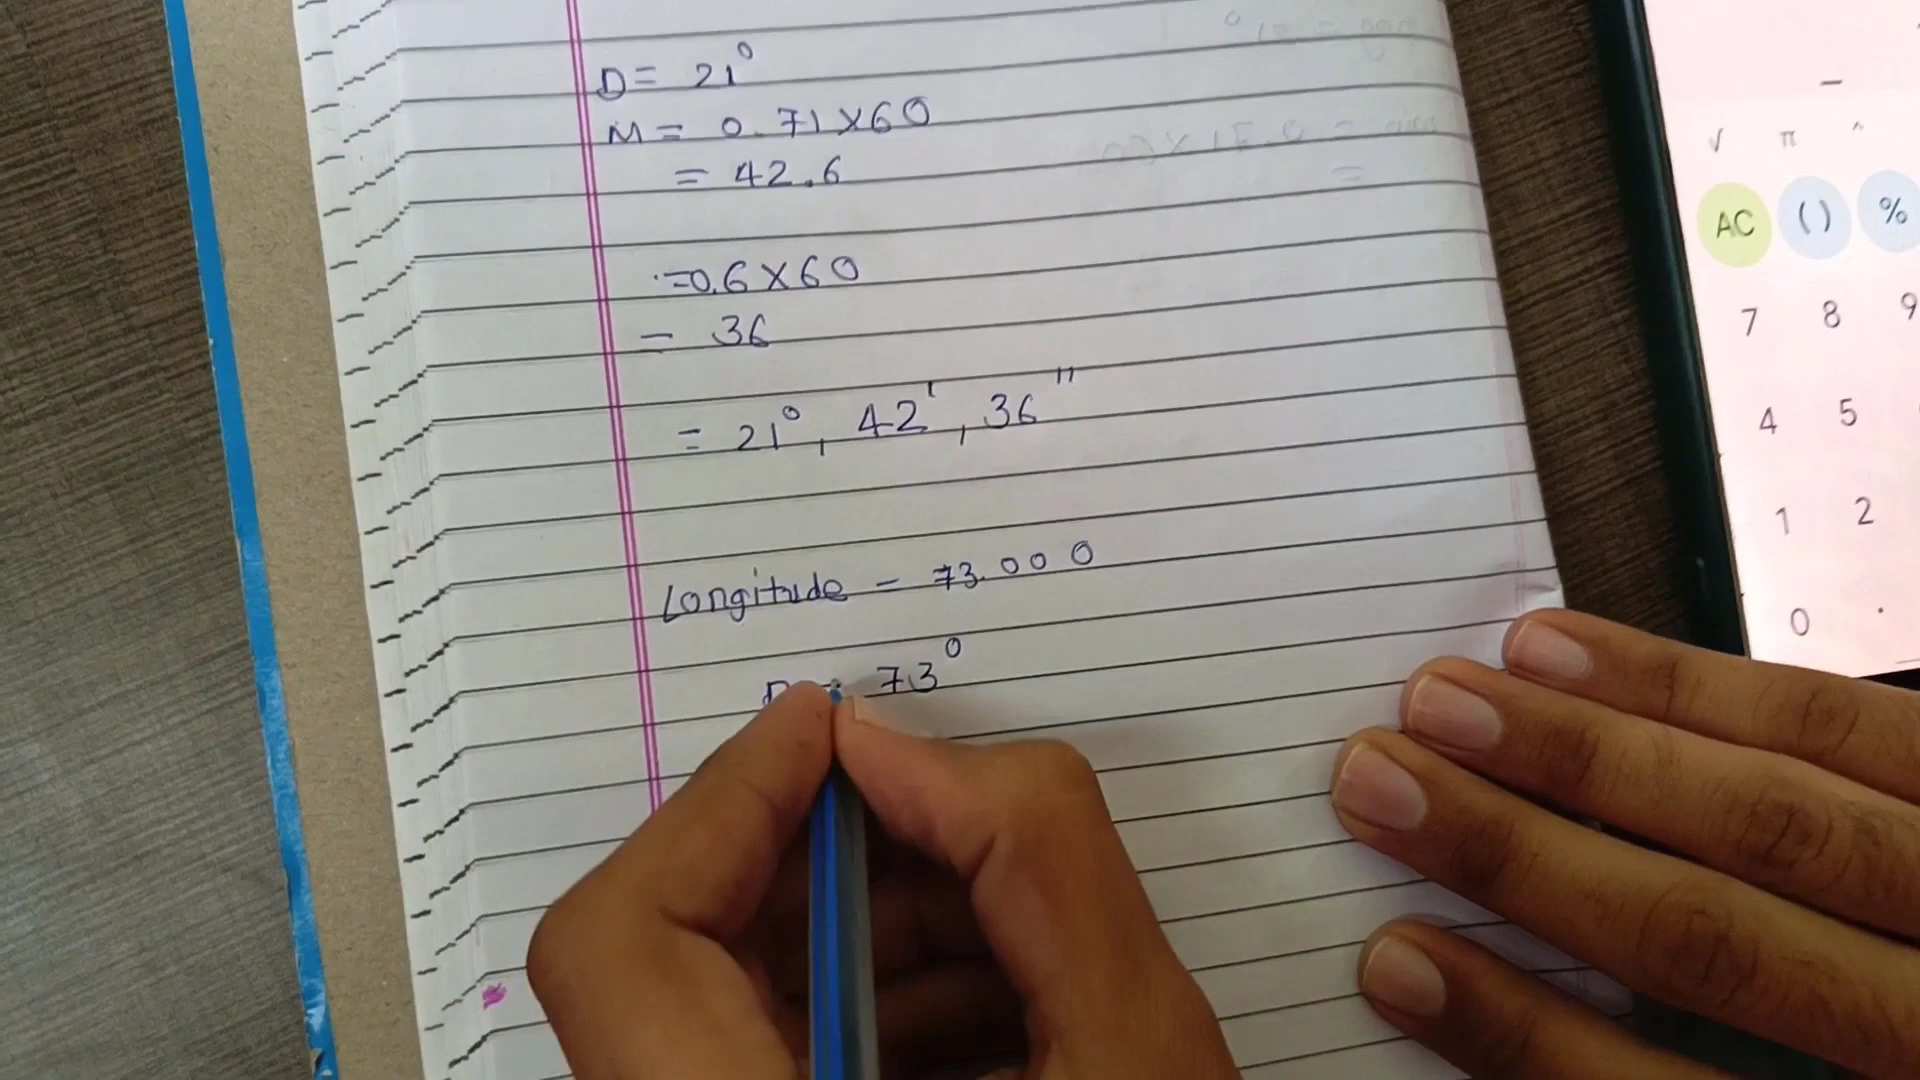 D = 21°
M = 0.71 x 60
= 42.6
= 0.6 x 60
- 36
= 21°, 42', 36"
Longitude - 73.000
D = 73°
AC ( ) %
√ π ^
7 8 9
4 5
1 2
0 .